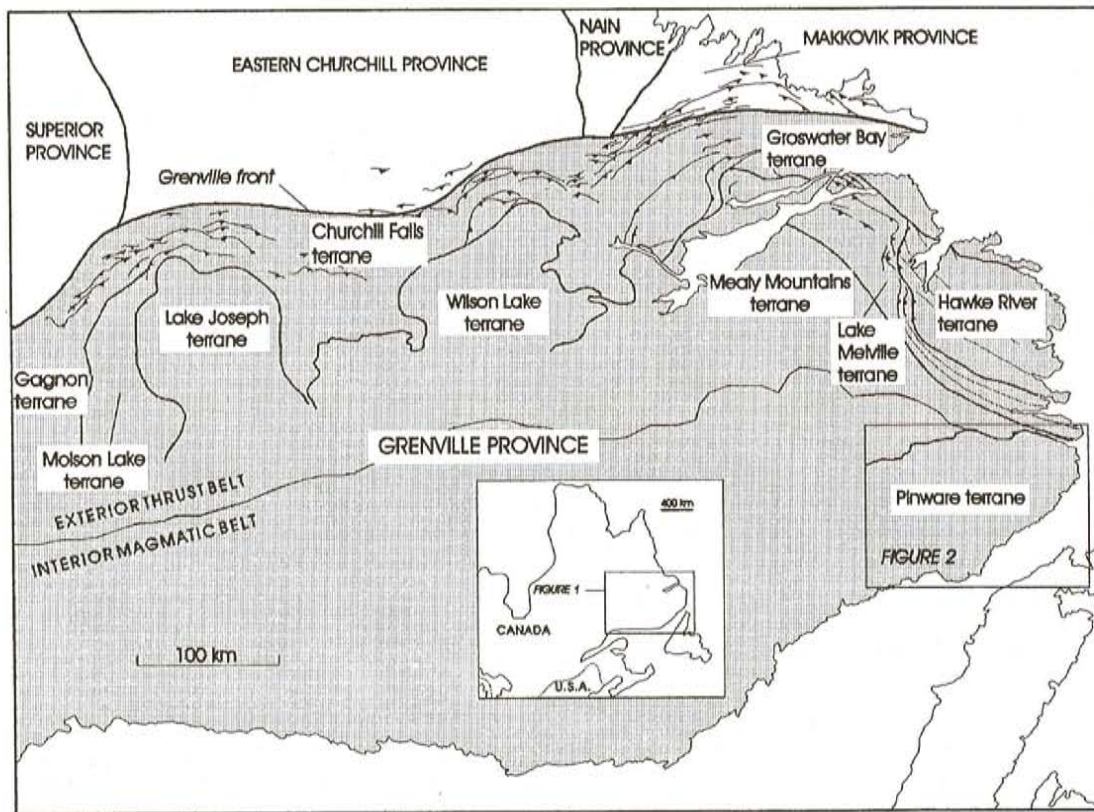 NAIN
PROVINCE
MAKKOVIK PROVINCE
EASTERN CHURCHILL PROVINCE
SUPERIOR
PROVINCE
Groswater Bay
terrane
Grenville front
Churchill Falls
terrane
Wilson Lake
terrane
Mealy Mountains
terrane
Hawke River
terrane
Lake Joseph
terrane
Lake
Melville
terrane
Gagnon
terrane
GRENVILLE PROVINCE
Molson Lake
terrane
EXTERIOR THRUST BELT
INTERIOR MAGMATIC BELT
Pinware terrane
400 km
FIGURE 2
FIGURE 1
CANADA
100 km
U.S.A.